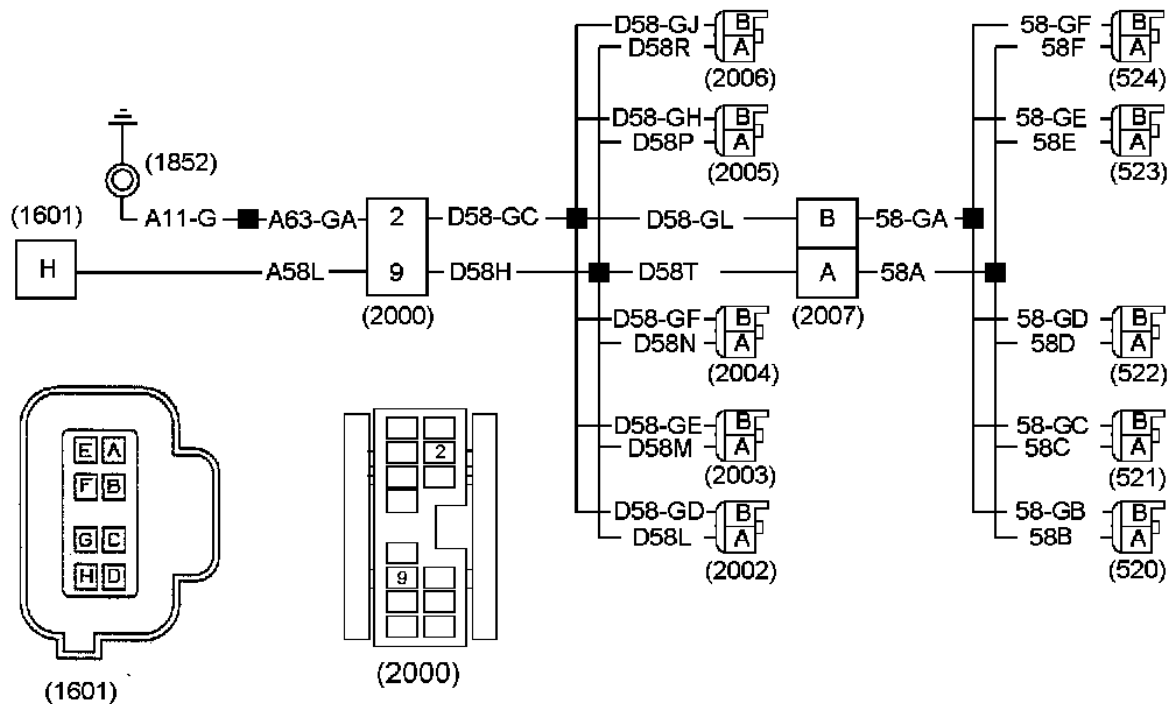 D58-GJ B 58-GF B
D58R A 58F A
(2006) (524)
D58-GH B 58-GE B
D58P A 58E A
(1852) (2005) (523)
(1601) A11-G A63-GA 2 D58-GC D58-GL B 58-GA
H A58L 9 D58H D58T A 58A
(2000) (2007)
D58-GF B 58-GD B
D58N A 58D A
(2004) (522)
D58-GE B 58-GC B
D58M A 58C A
(2003) (521)
D58-GD B 58-GB B
D58L A 58B A
(2002) (520)
E A
2
F B
G C
9
H D
(2000)
(1601)